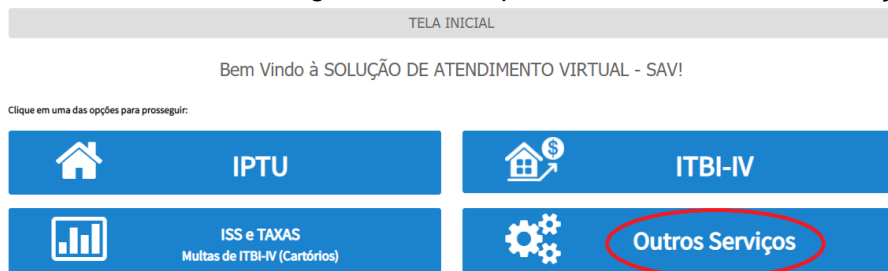 TELA INICIAL
Bem Vindo à SOLUÇÃO DE ATENDIMENTO VIRTUAL - SAV!
Clique em uma das opções para prosseguir:
IPTU
$
ITBI-IV
ISS e TAXAS
Multas de ITBI-IV (Cartórios)
Outros Serviços